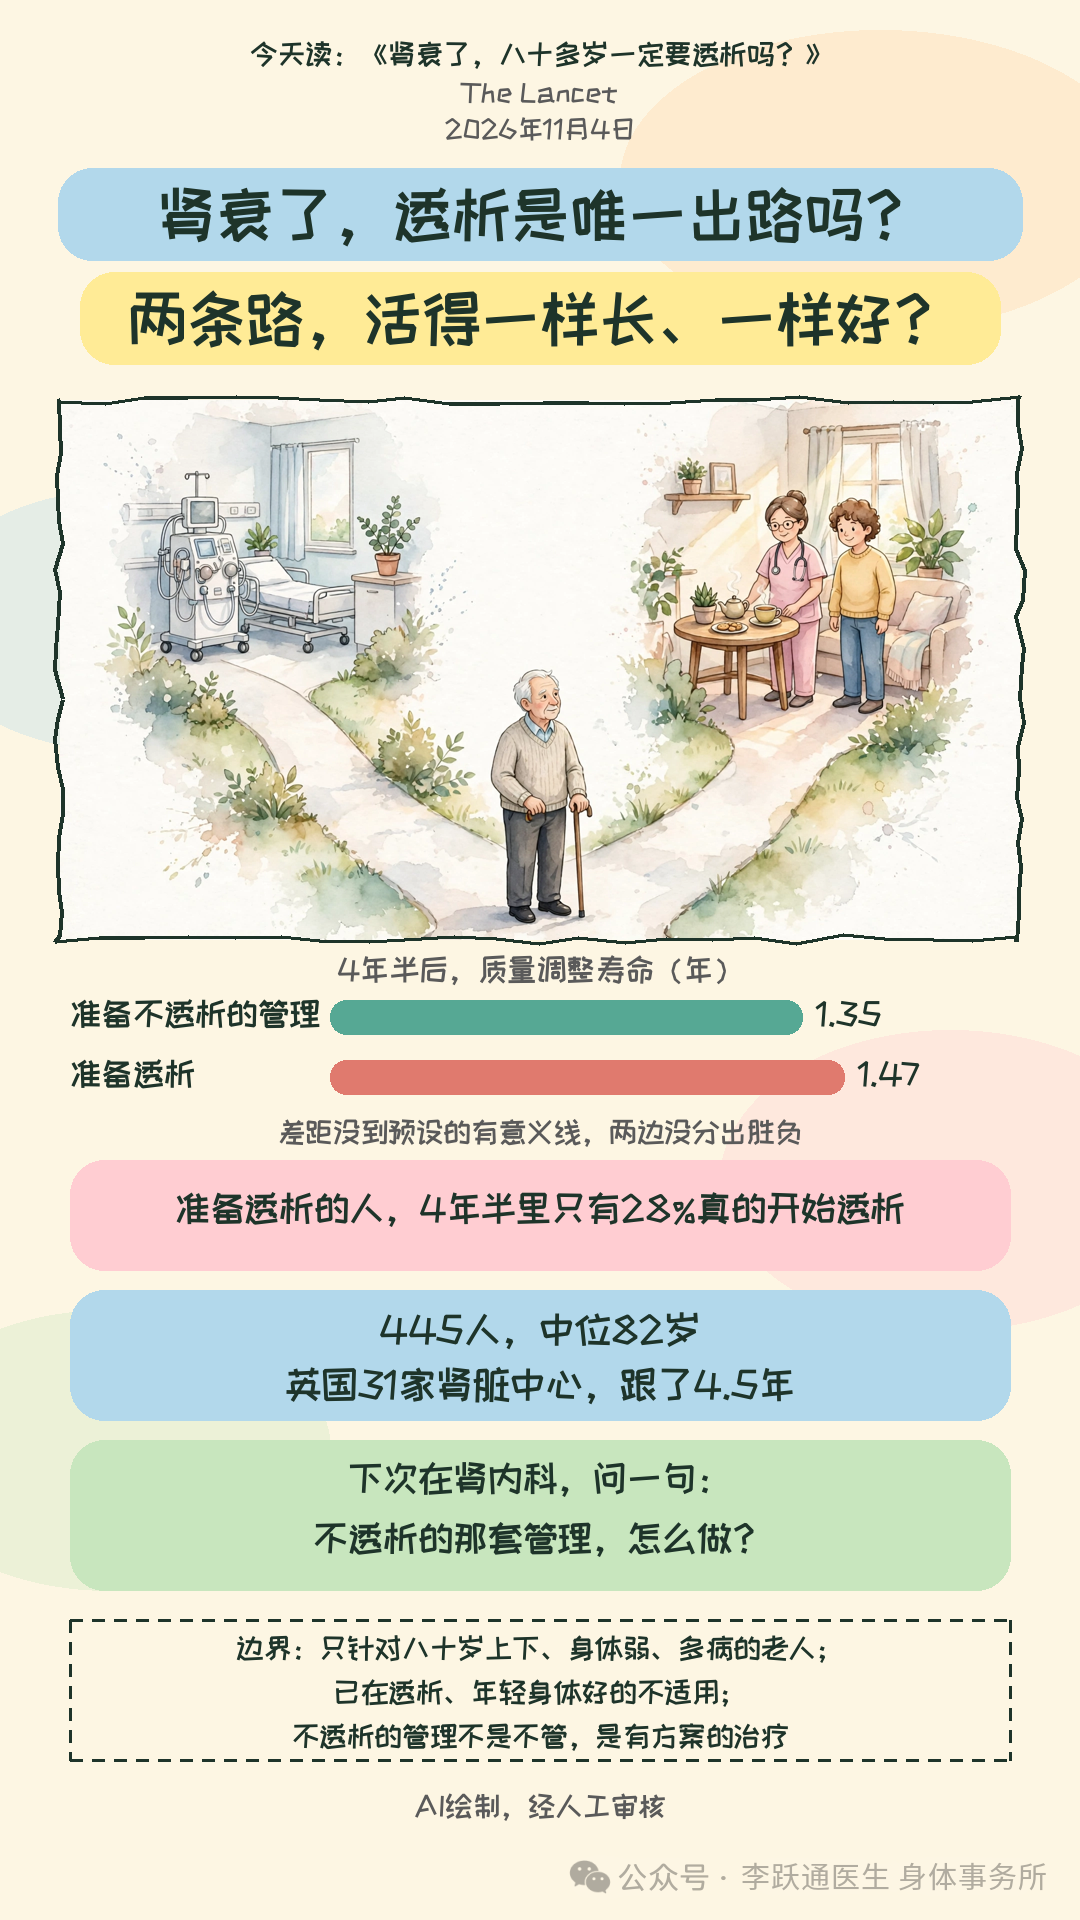 今天读：《肾衰了，八十多岁一定要透析吗？》
The Lancet
2026年11月4日
肾衰了，透析是唯一出路吗？
两条路，活得一样长、一样好？
4年半后，质量调整寿命（年）
准备不透析的管理 1.35
准备透析 1.47
差距没到预设的有意义线，两边没分出胜负
准备透析的人，4年半里只有28%真的开始透析
445人，中位82岁
英国31家肾脏中心，跟了4.5年
下次在肾内科，问一句：
不透析的那套管理，怎么做？
边界：只针对八十岁上下、身体弱、多病的老人；
已在透析、年轻身体好的不适用；
不透析的管理不是不管，是有方案的治疗
AI绘制，经人工审核
公众号 · 李跃通医生 身体事务所